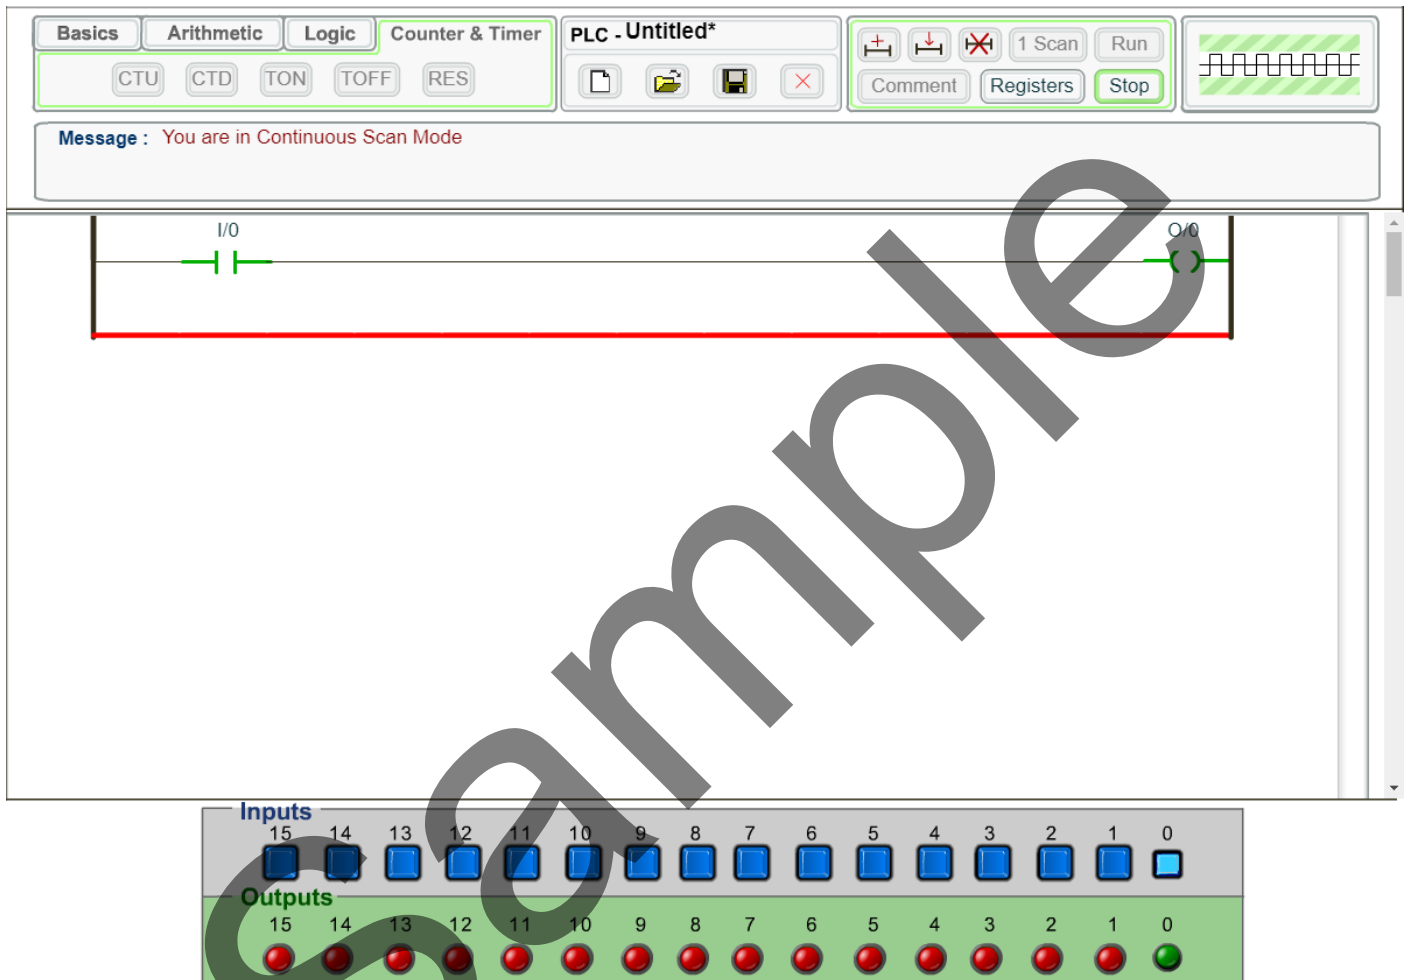 Basics Arithmetic Logic Counter & Timer
CTU CTD TON TOFF RES
PLC - Untitled*
1 Scan Run
Comment Registers Stop
Message : You are in Continuous Scan Mode
I/0 O/0
Inputs
15 14 13 12 11 10 9 8 7 6 5 4 3 2 1 0
Outputs
15 14 13 12 11 10 9 8 7 6 5 4 3 2 1 0
Sample